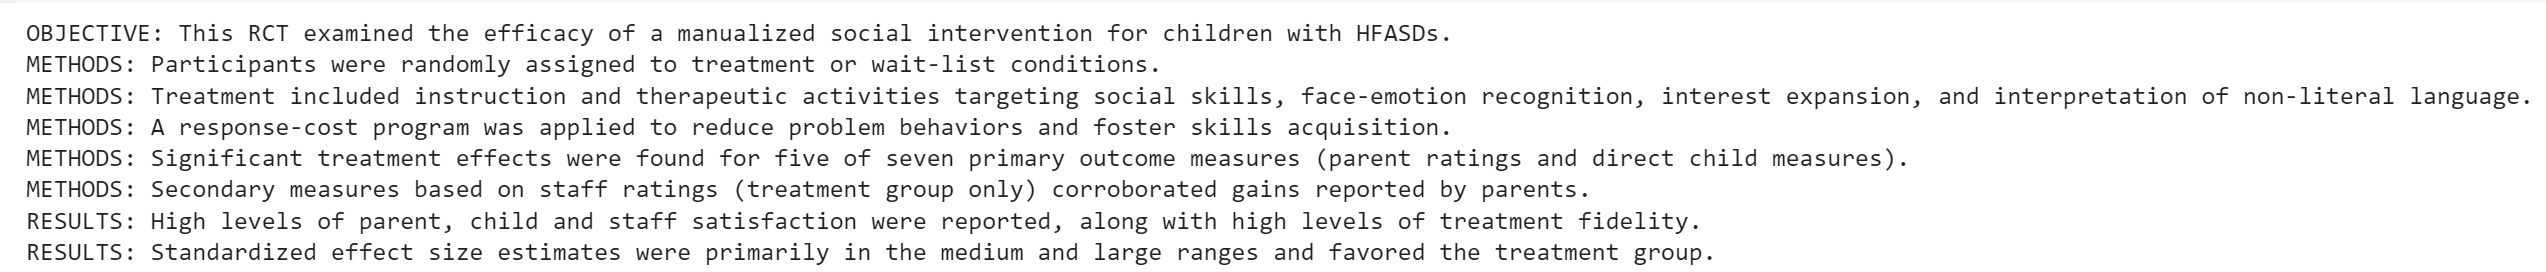 OBJECTIVE: This RCT examined the efficacy of a manualized social intervention for children with HFASDs.
METHODS: Participants were randomly assigned to treatment or wait-list conditions.
METHODS: Treatment included instruction and therapeutic activities targeting social skills, face-emotion recognition, interest expansion, and interpretation of non-literal language.
METHODS: A response-cost program was applied to reduce problem behaviors and foster skills acquisition.
METHODS: Significant treatment effects were found for five of seven primary outcome measures (parent ratings and direct child measures).
METHODS: Secondary measures based on staff ratings (treatment group only) corroborated gains reported by parents.
RESULTS: High levels of parent, child and staff satisfaction were reported, along with high levels of treatment fidelity.
RESULTS: Standardized effect size estimates were primarily in the medium and large ranges and favored the treatment group.